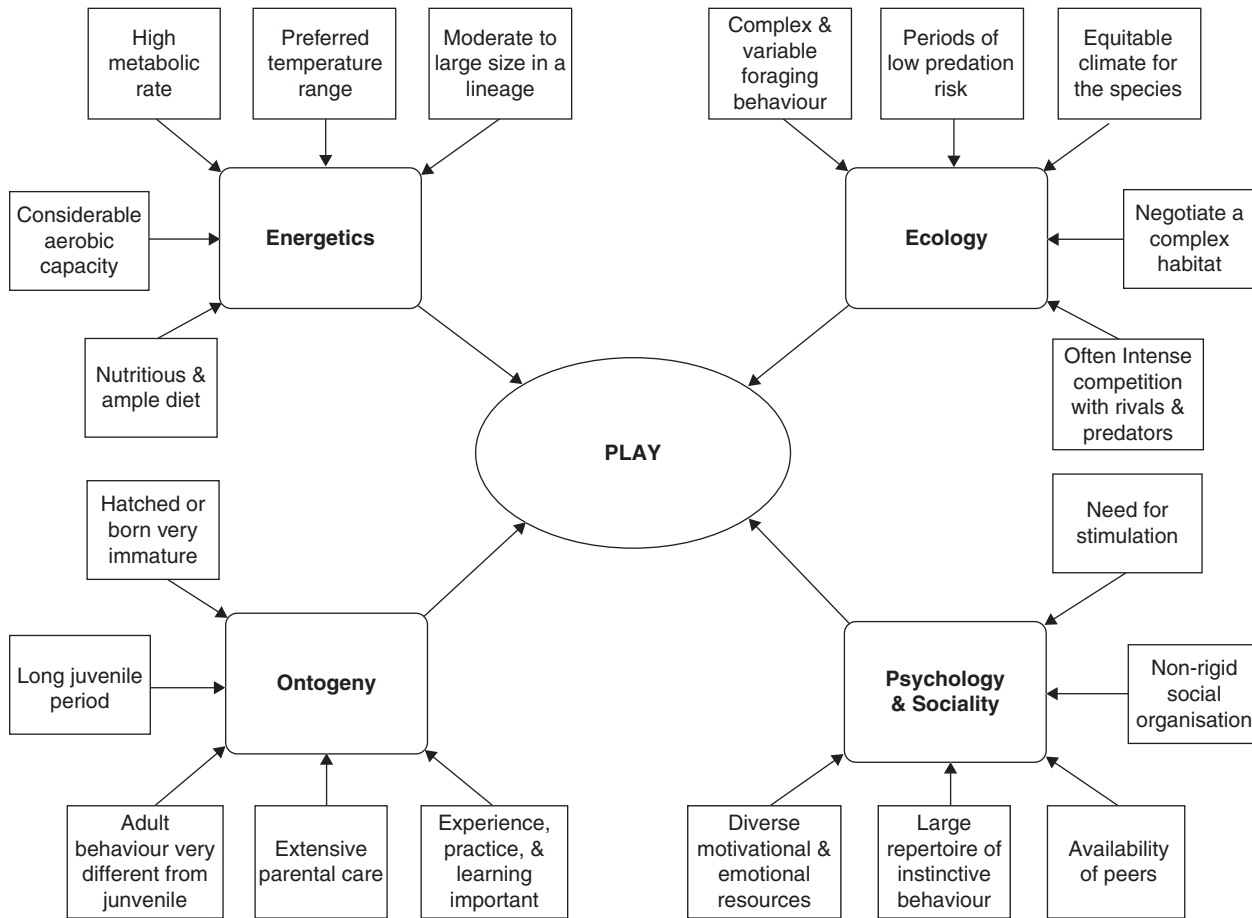 High
metabolic
rate
Preferred
temperature
range
Moderate to
large size in a
lineage
Considerable
aerobic
capacity
Energetics
Nutritious &
ample diet
Complex &
variable
foraging
behaviour
Periods of
low predation
risk
Equitable
climate for
the species
Ecology
Negotiate a
complex
habitat
Often Intense
competition
with rivals &
predators
PLAY
Hatched or
born very
immature
Long juvenile
period
Ontogeny
Adult
behaviour very
different from
junvenile
Extensive
parental care
Experience,
practice, &
learning
important
Need for
stimulation
Psychology
& Sociality
Non-rigid
social
organisation
Diverse
motivational &
emotional
resources
Large
repertoire of
instinctive
behaviour
Availability
of peers